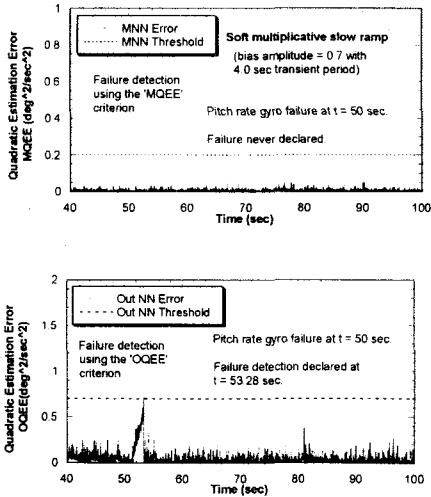 Quadratic Estimation Error
MQEE (deg^2/sec^2)
1
0.8
0.6
0.4
0.2
0
MNN Error
MNN Threshold
Soft multiplicative slow ramp
(bias amplitude = 0.7 with
4.0 sec transient period)
Failure detection
using the 'MQEE'
criterion
Pitch rate gyro failure at t = 50 sec.
Failure never declared.
40 50 60 70 80 90 100
Time (sec)
Quadratic Estimation Error
OQEE(deg^2/sec^2)
2
1.5
1
0.5
0
Out NN Error
Out NN Threshold
Failure detection
using the 'OQEE'
criterion
Pitch rate gyro failure at t = 50 sec.
Failure detection declared at
t = 53.28 sec.
40 50 60 70 80 90 100
Time (sec)